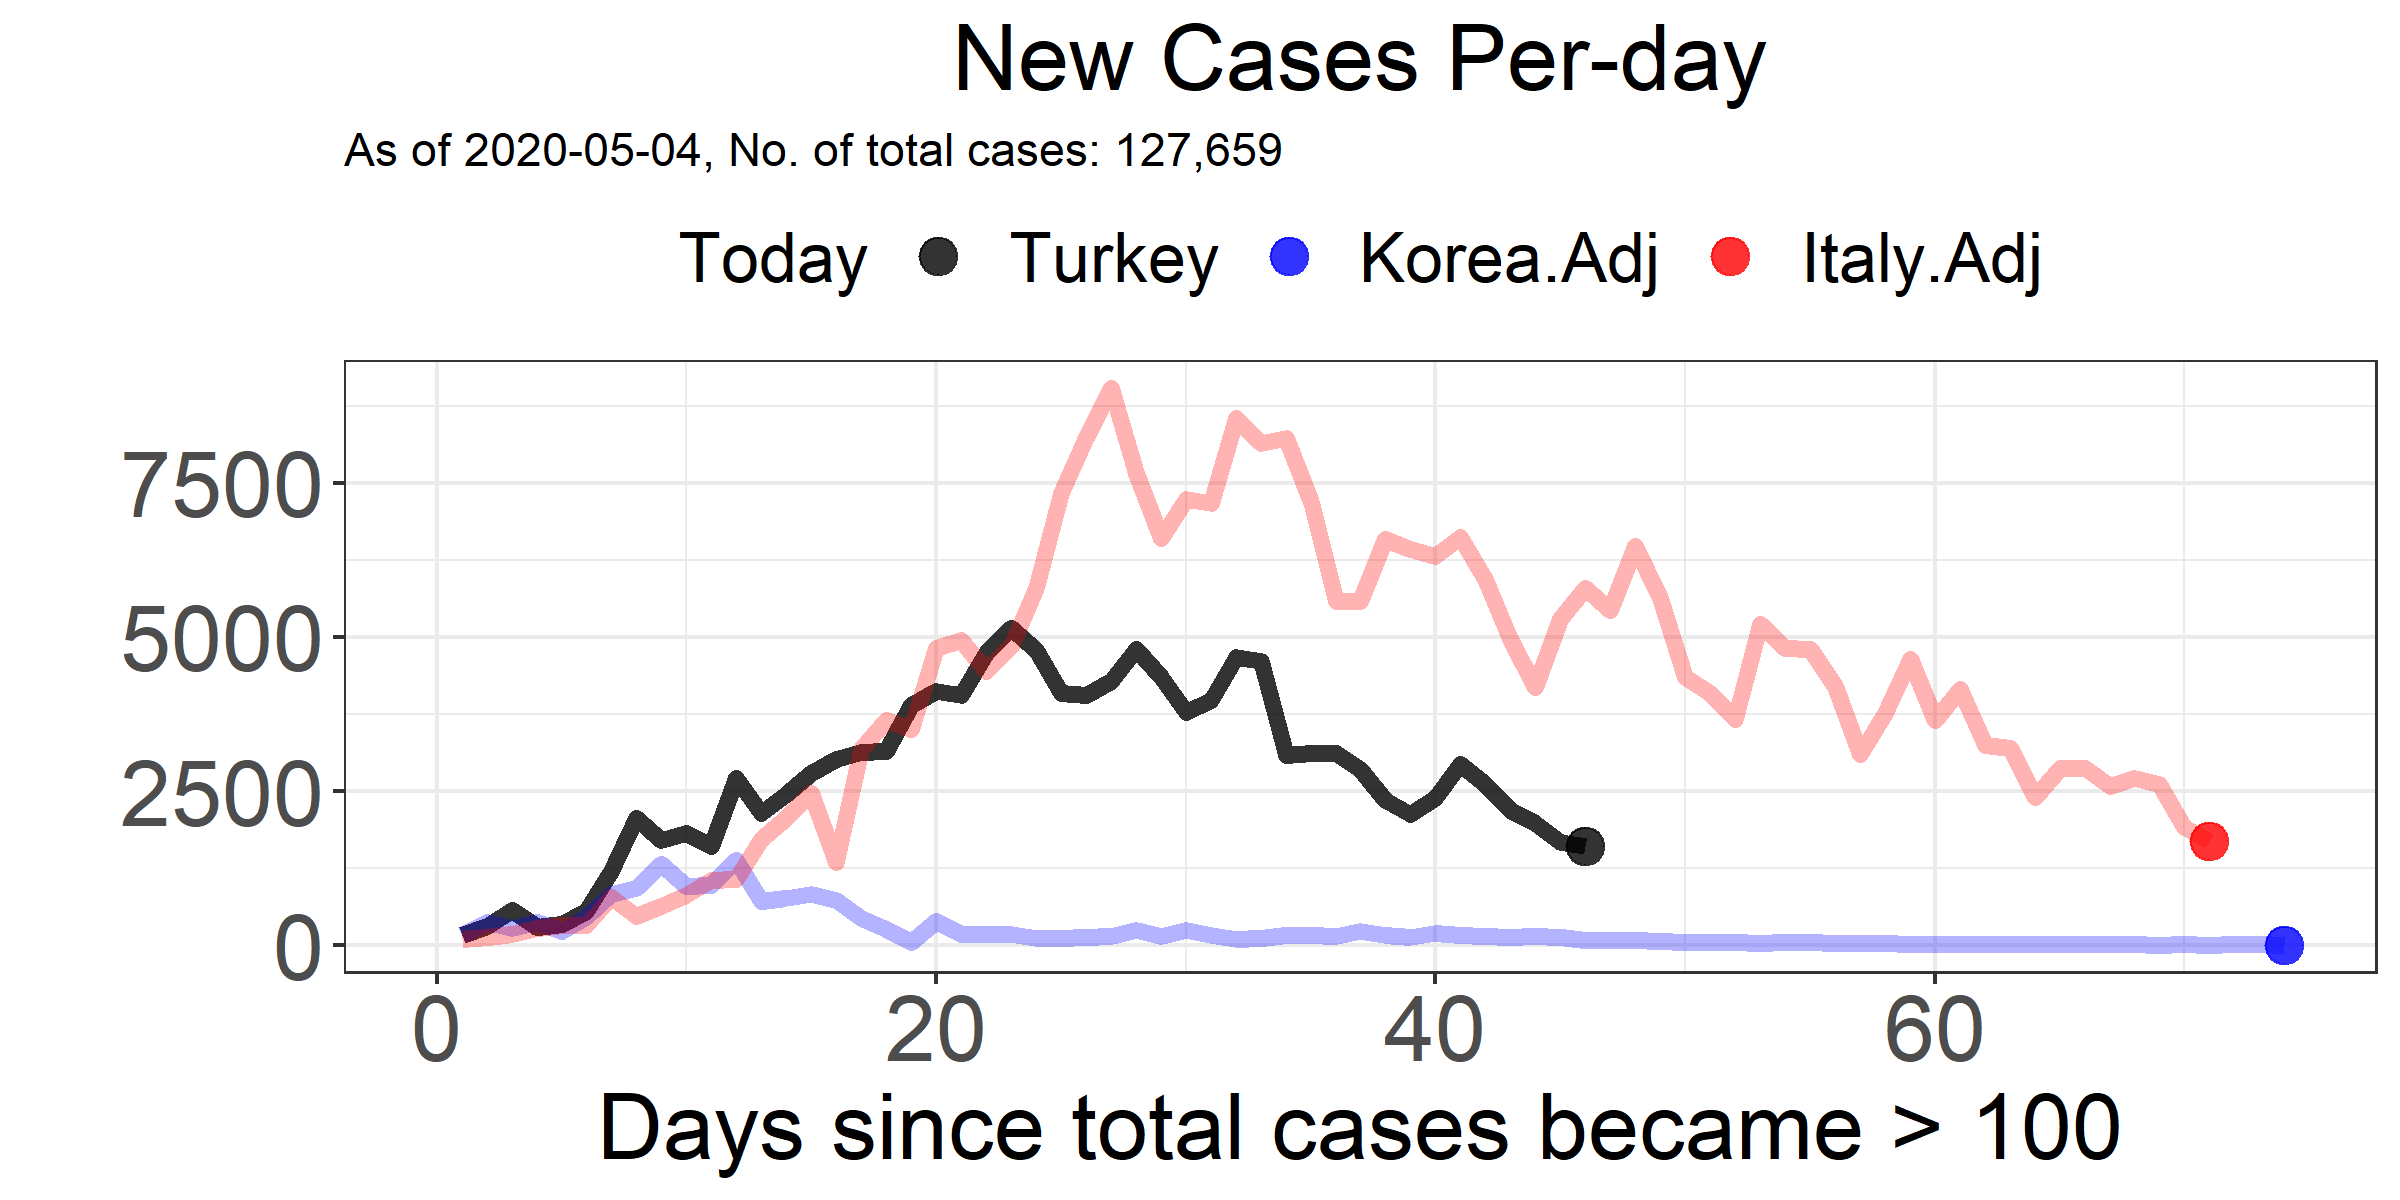 New Cases Per-day
As of 2020-05-04, No. of total cases: 127,659
Today Turkey Korea.Adj Italy.Adj
7500
5000
2500
0
0 20 40 60
Days since total cases became > 100